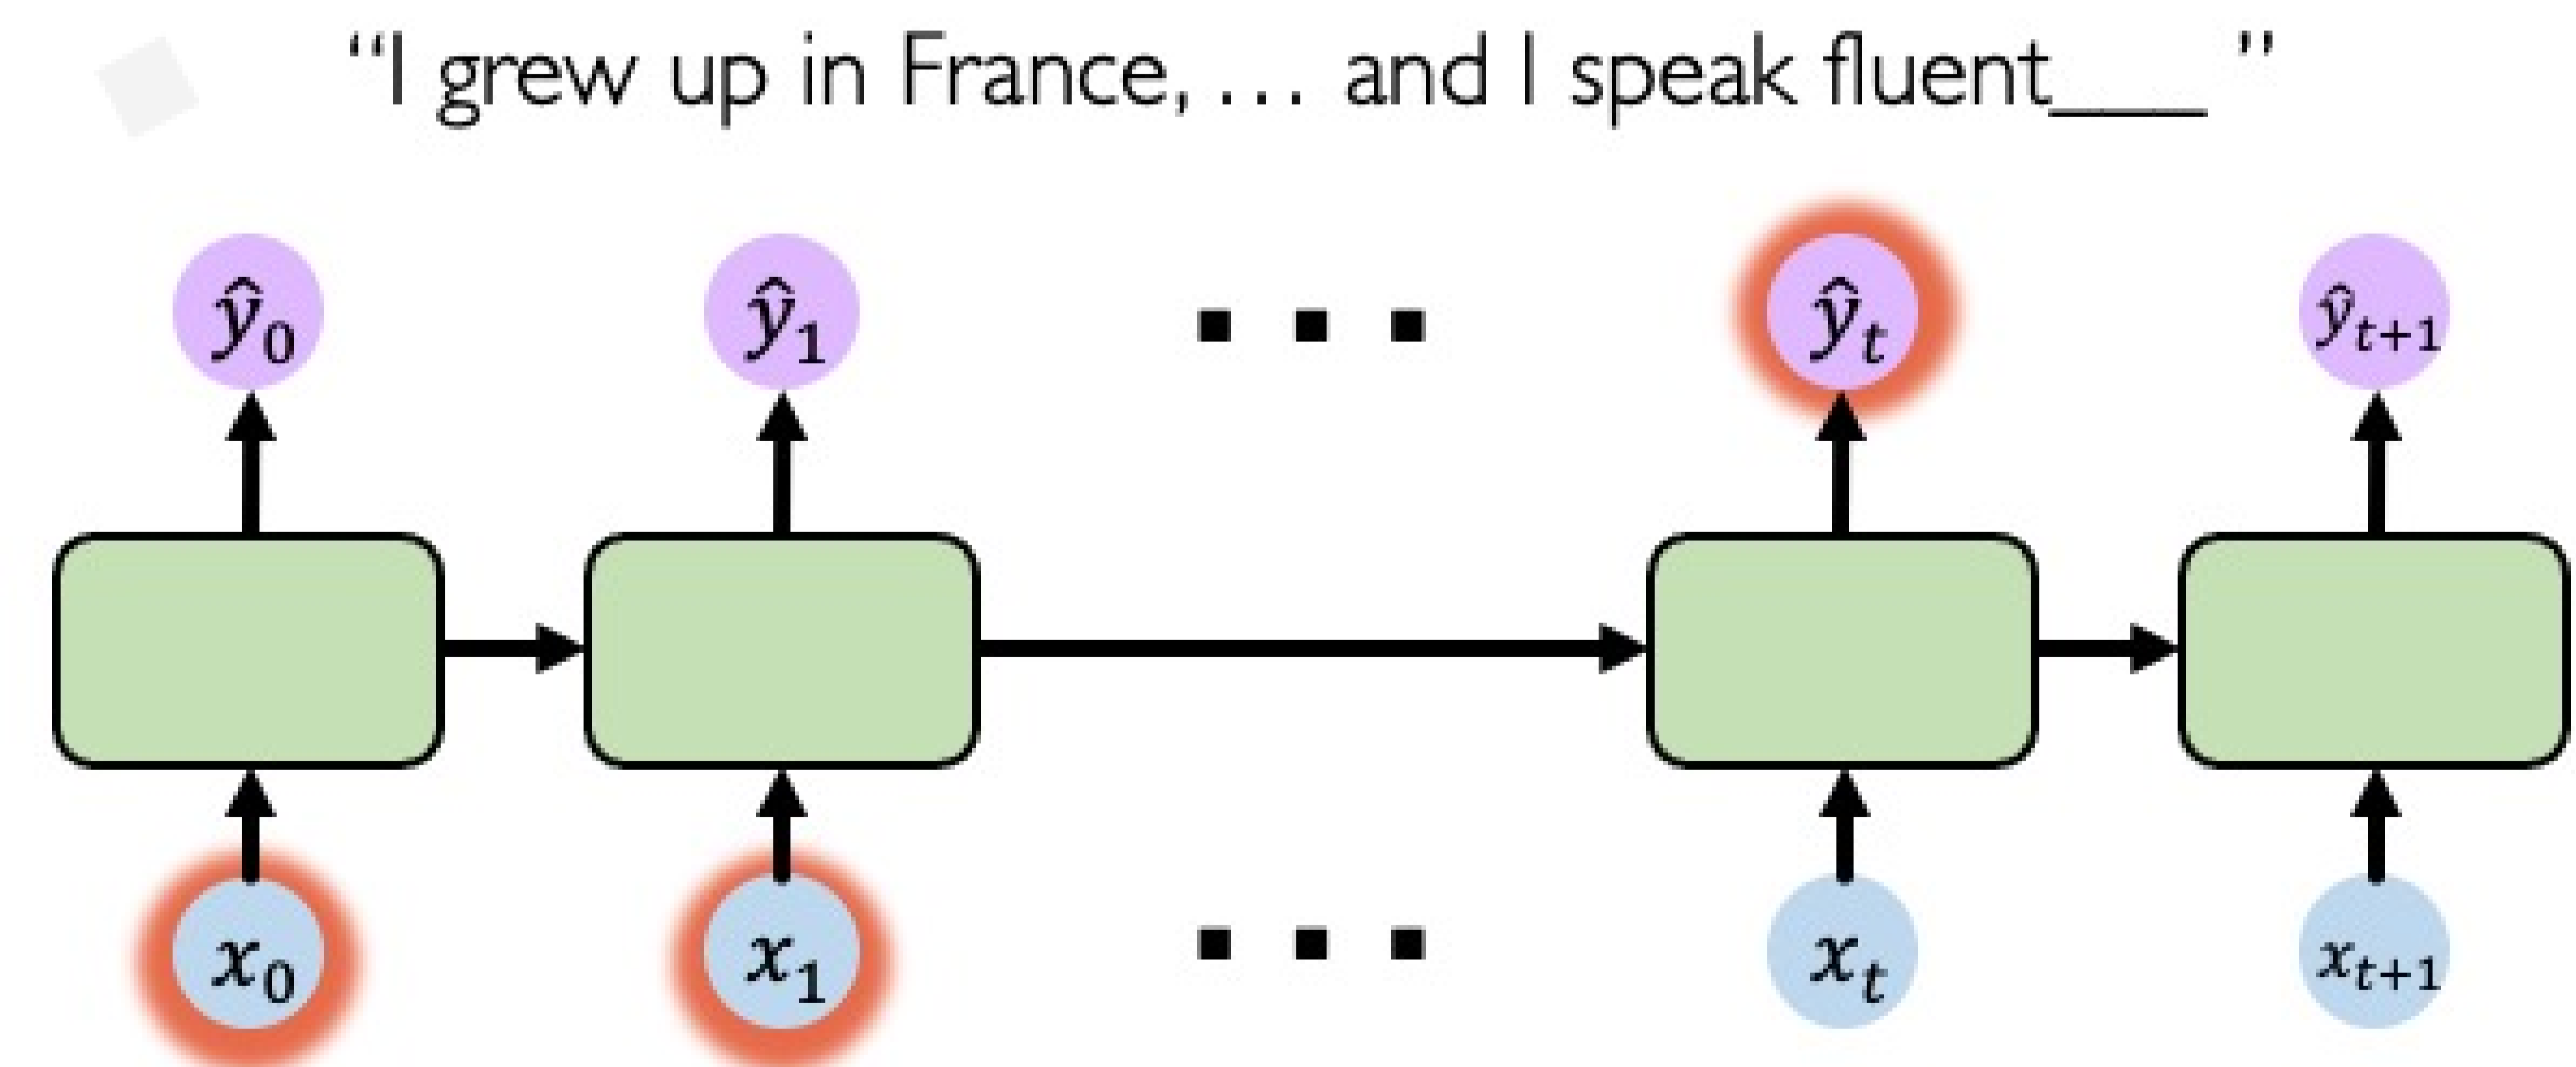 “I grew up in France, … and I speak fluent___ ”
ŷ₀ ŷ₁ ŷₜ ŷₜ₊₁
x₀ x₁ xₜ xₜ₊₁